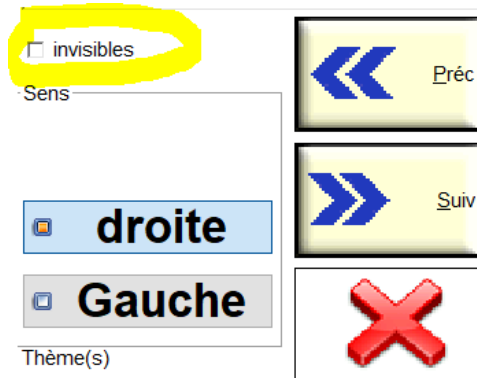 invisibles
Sens
Préc
droite
Suiv
Gauche
Thème(s)